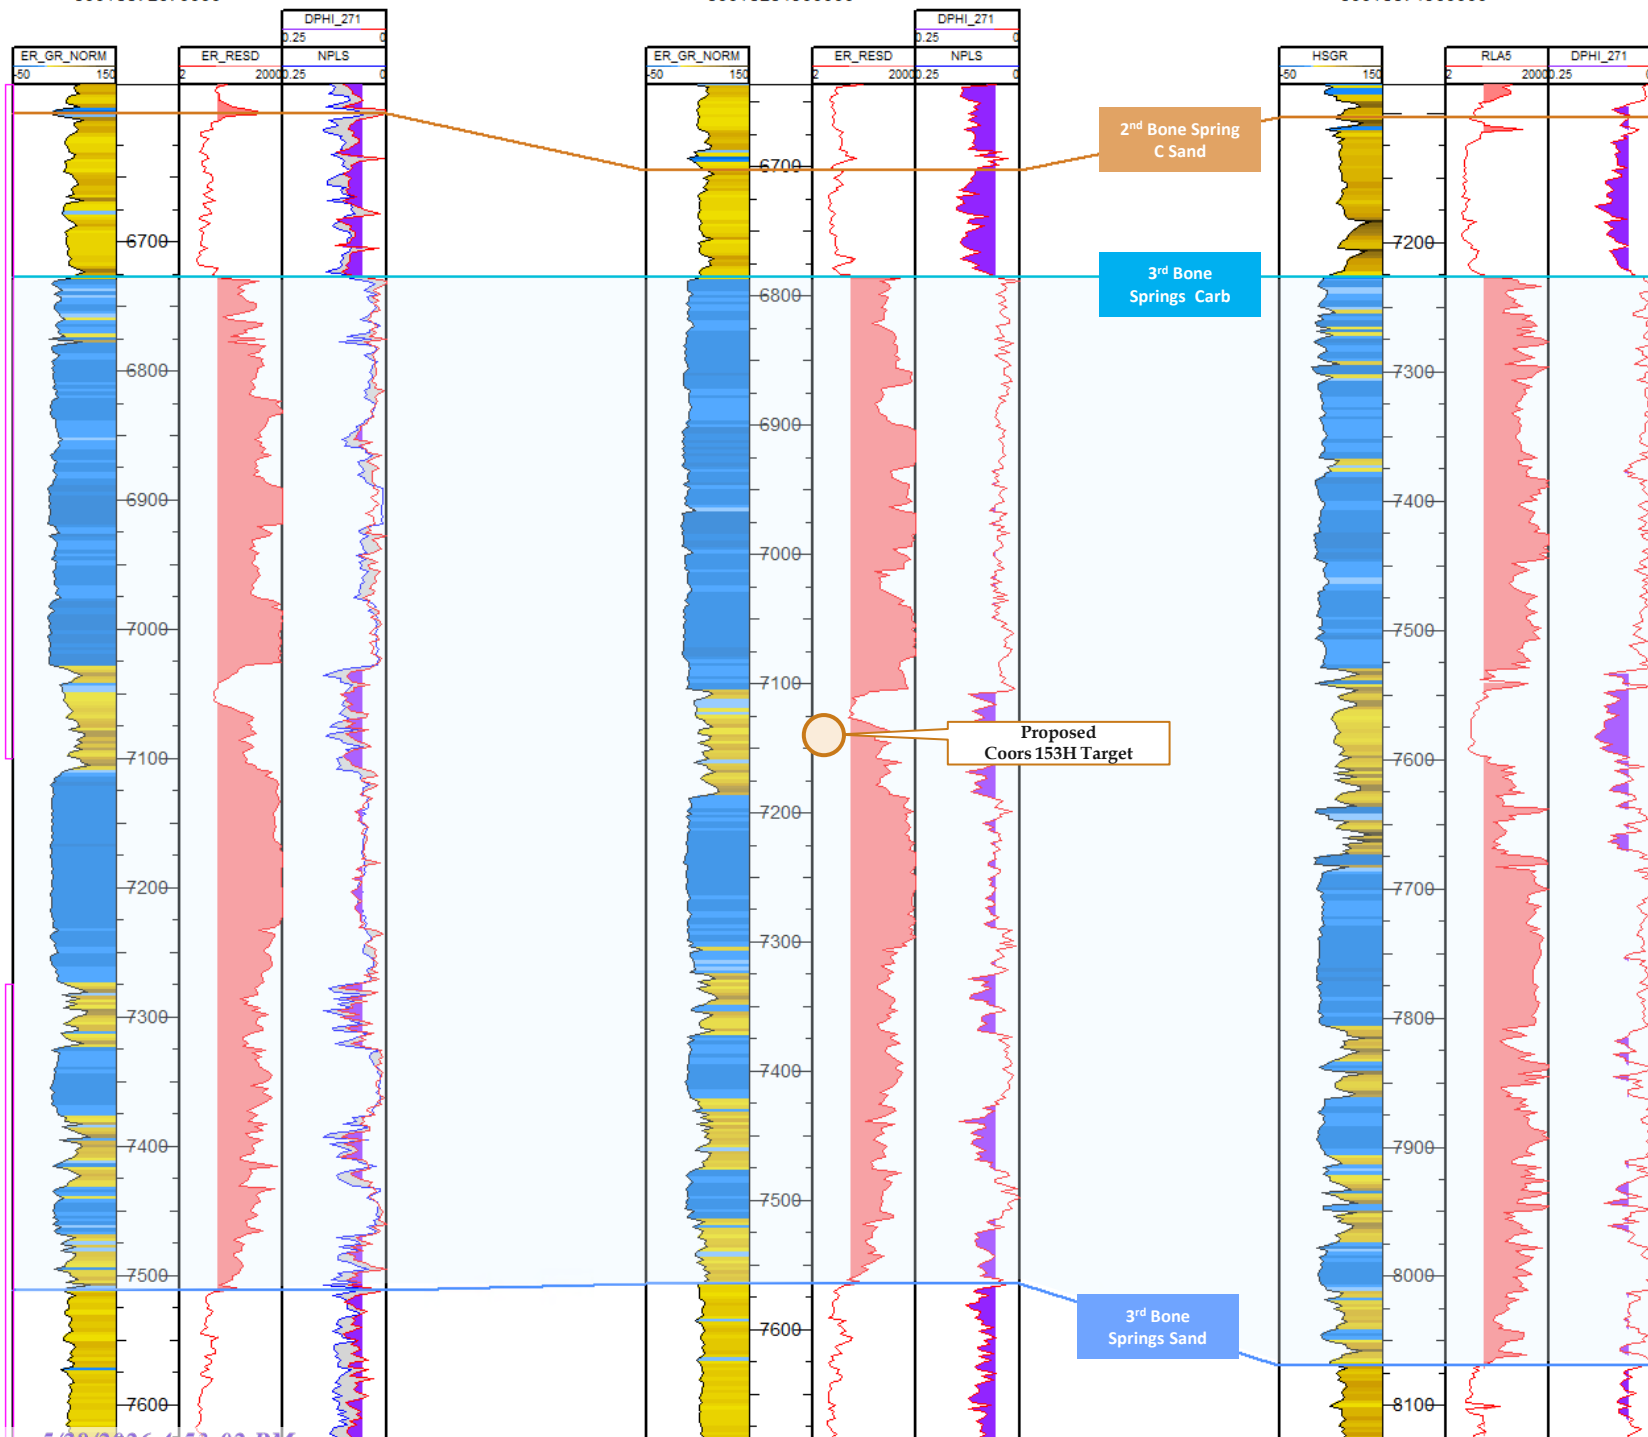 DPHI_271
0.25 0
ER_GR_NORM
-50 150
ER_RESD
2 2000
NPLS
0.25 0
6700
6800
6900
7000
7100
7200
7300
7400
7500
7600
DPHI_271
0.25 0
ER_GR_NORM
-50 150
ER_RESD
2 2000
NPLS
0.25 0
6700
6800
6900
7000
7100
7200
7300
7400
7500
7600
2nd Bone Spring
C Sand
3rd Bone
Springs Carb
Proposed
Coors 153H Target
3rd Bone
Springs Sand
HSGR
-50 150
RLA5
2 2000
DPHI_271
0.25
7200
7300
7400
7500
7600
7700
7800
7900
8000
8100